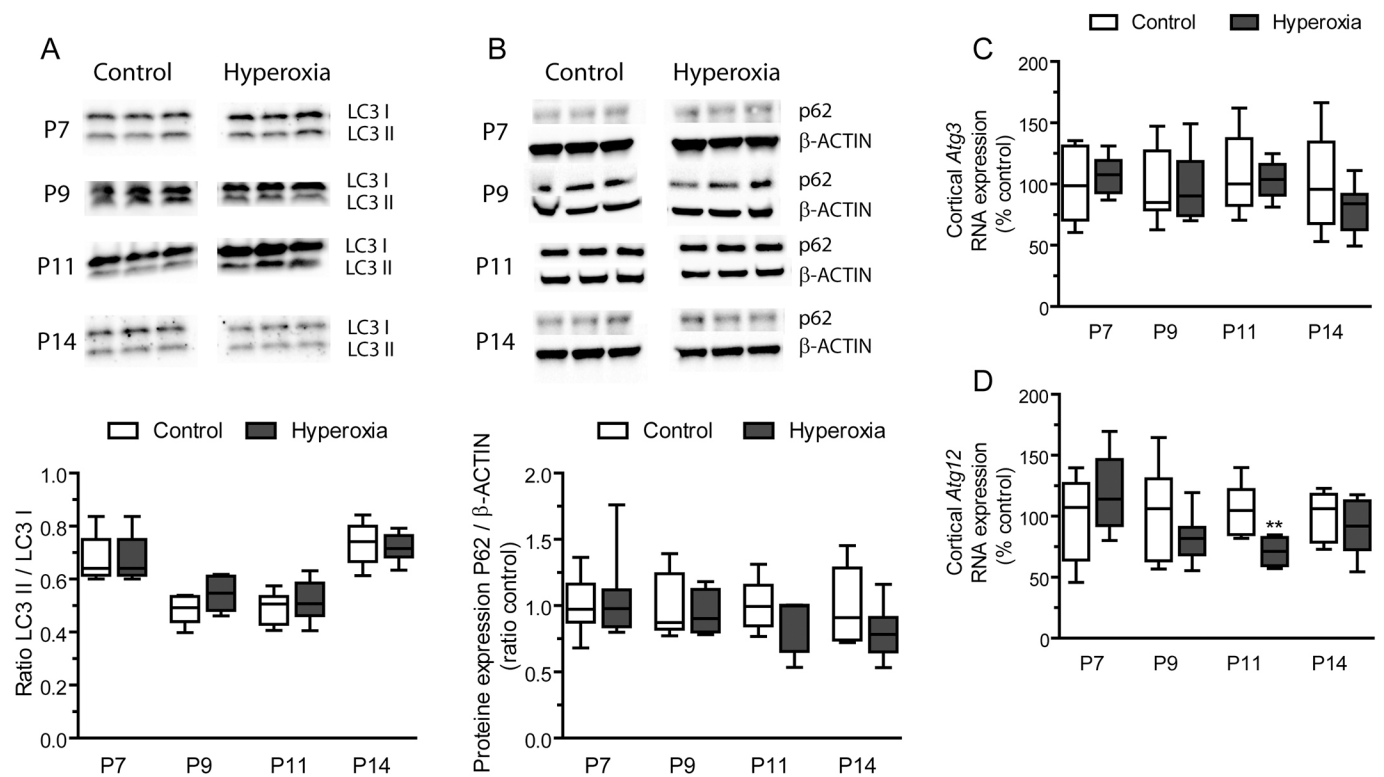 A
Control Hyperoxia
P7
LC3 I
LC3 II
P9
LC3 I
LC3 II
P11
LC3 I
LC3 II
P14
LC3 I
LC3 II
Control Hyperoxia
Ratio LC3 II / LC3 I
1.0
0.8
0.6
0.4
0.2
0.0
P7 P9 P11 P14
B
Control Hyperoxia
P7
p62
β-ACTIN
P9
p62
β-ACTIN
P11
p62
β-ACTIN
P14
p62
β-ACTIN
Control Hyperoxia
Proteine expression P62 / β-ACTIN
(ratio control)
2.0
1.5
1.0
0.5
0.0
P7 P9 P11 P14
Control Hyperoxia
C
Cortical Atg3
RNA expression
(% control)
200
150
100
50
0
P7 P9 P11 P14
D
Cortical Atg12
RNA expression
(% control)
200
150
100
50
0
**
P7 P9 P11 P14